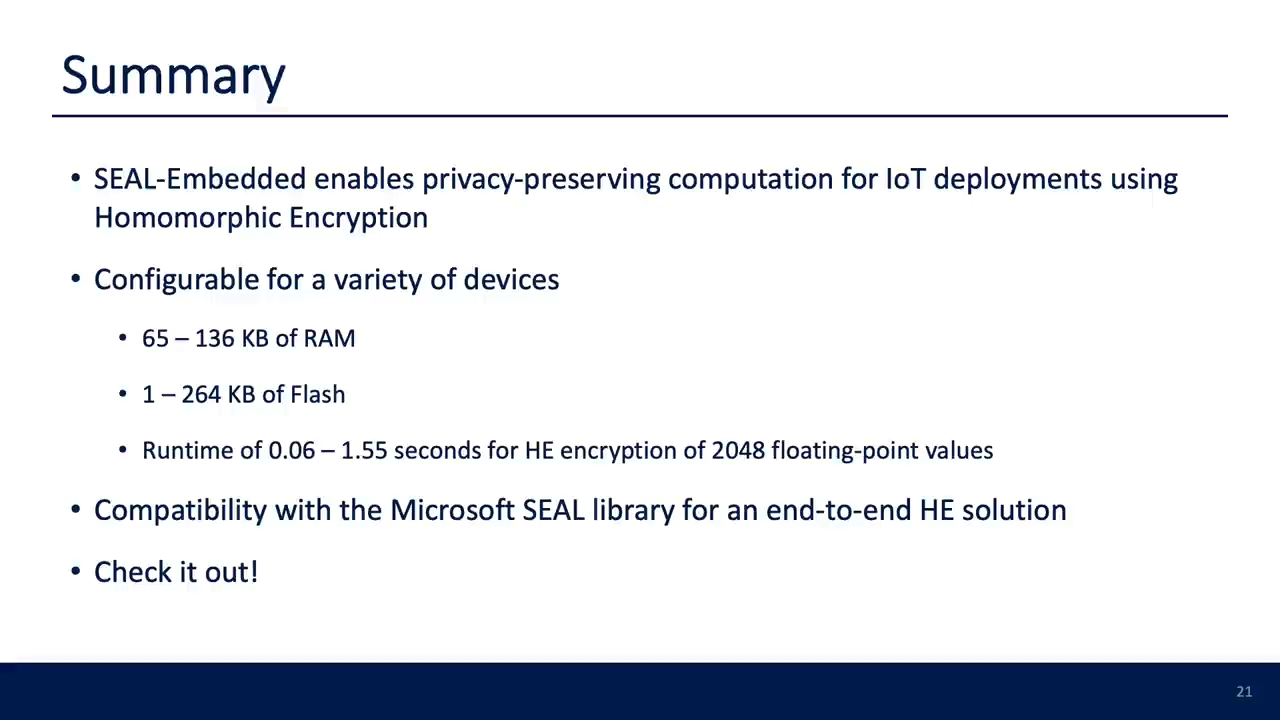 Summary
• SEAL-Embedded enables privacy-preserving computation for IoT deployments using
Homomorphic Encryption
• Configurable for a variety of devices
• 65 – 136 KB of RAM
• 1 – 264 KB of Flash
• Runtime of 0.06 – 1.55 seconds for HE encryption of 2048 floating-point values
• Compatibility with the Microsoft SEAL library for an end-to-end HE solution
• Check it out!
21